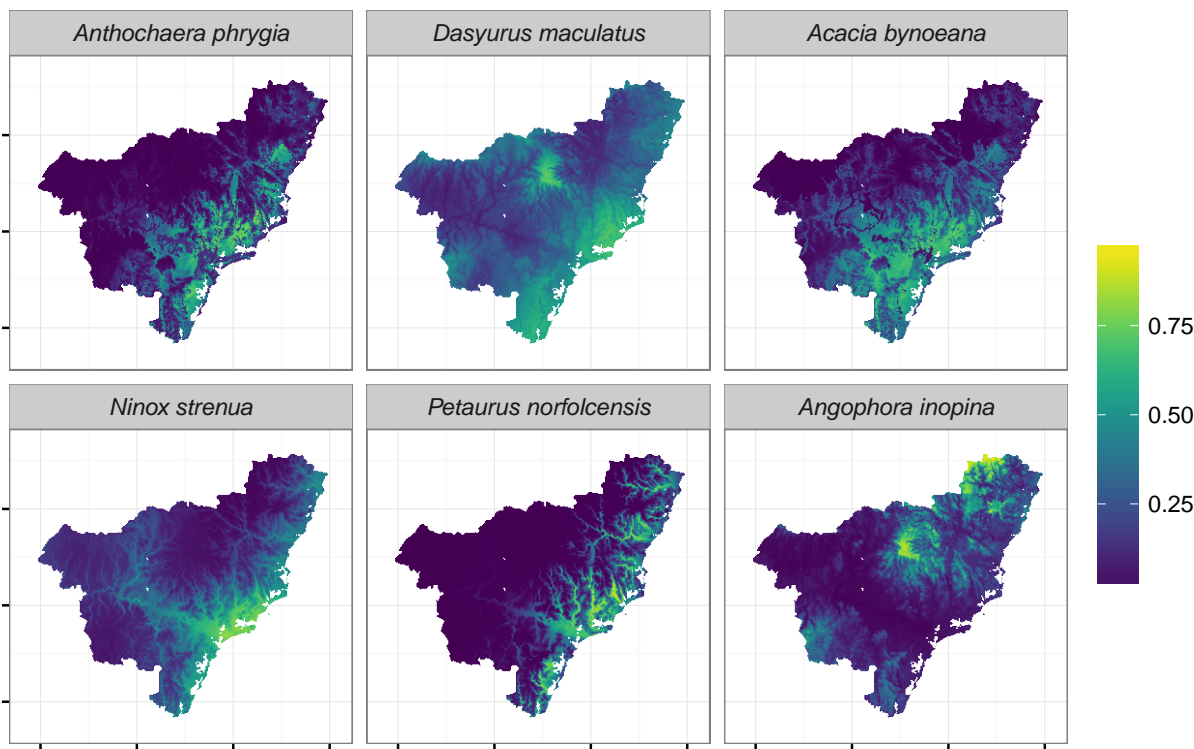 Anthochaera phrygia
Dasyurus maculatus
Acacia bynoeana
0.75
0.50
0.25
Ninox strenua
Petaurus norfolcensis
Angophora inopina